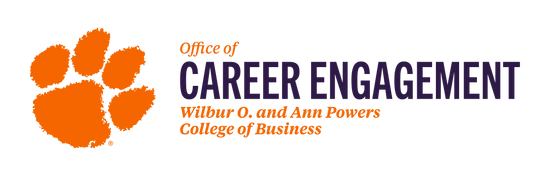 Office of
CAREER ENGAGEMENT
Wilbur O. and Ann Powers
College of Business
®